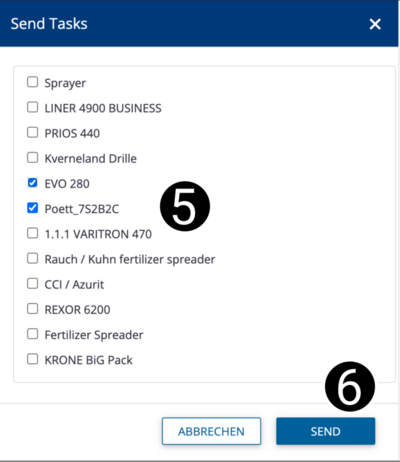 Send Tasks
Sprayer
LINER 4900 BUSINESS
PRIOS 440
Kverneland Drille
EVO 280
Poett_7S2B2C
5
1.1.1 VARITRON 470
Rauch / Kuhn fertilizer spreader
CCI / Azurit
REXOR 6200
Fertilizer Spreader
KRONE BiG Pack
6
ABBRECHEN
SEND